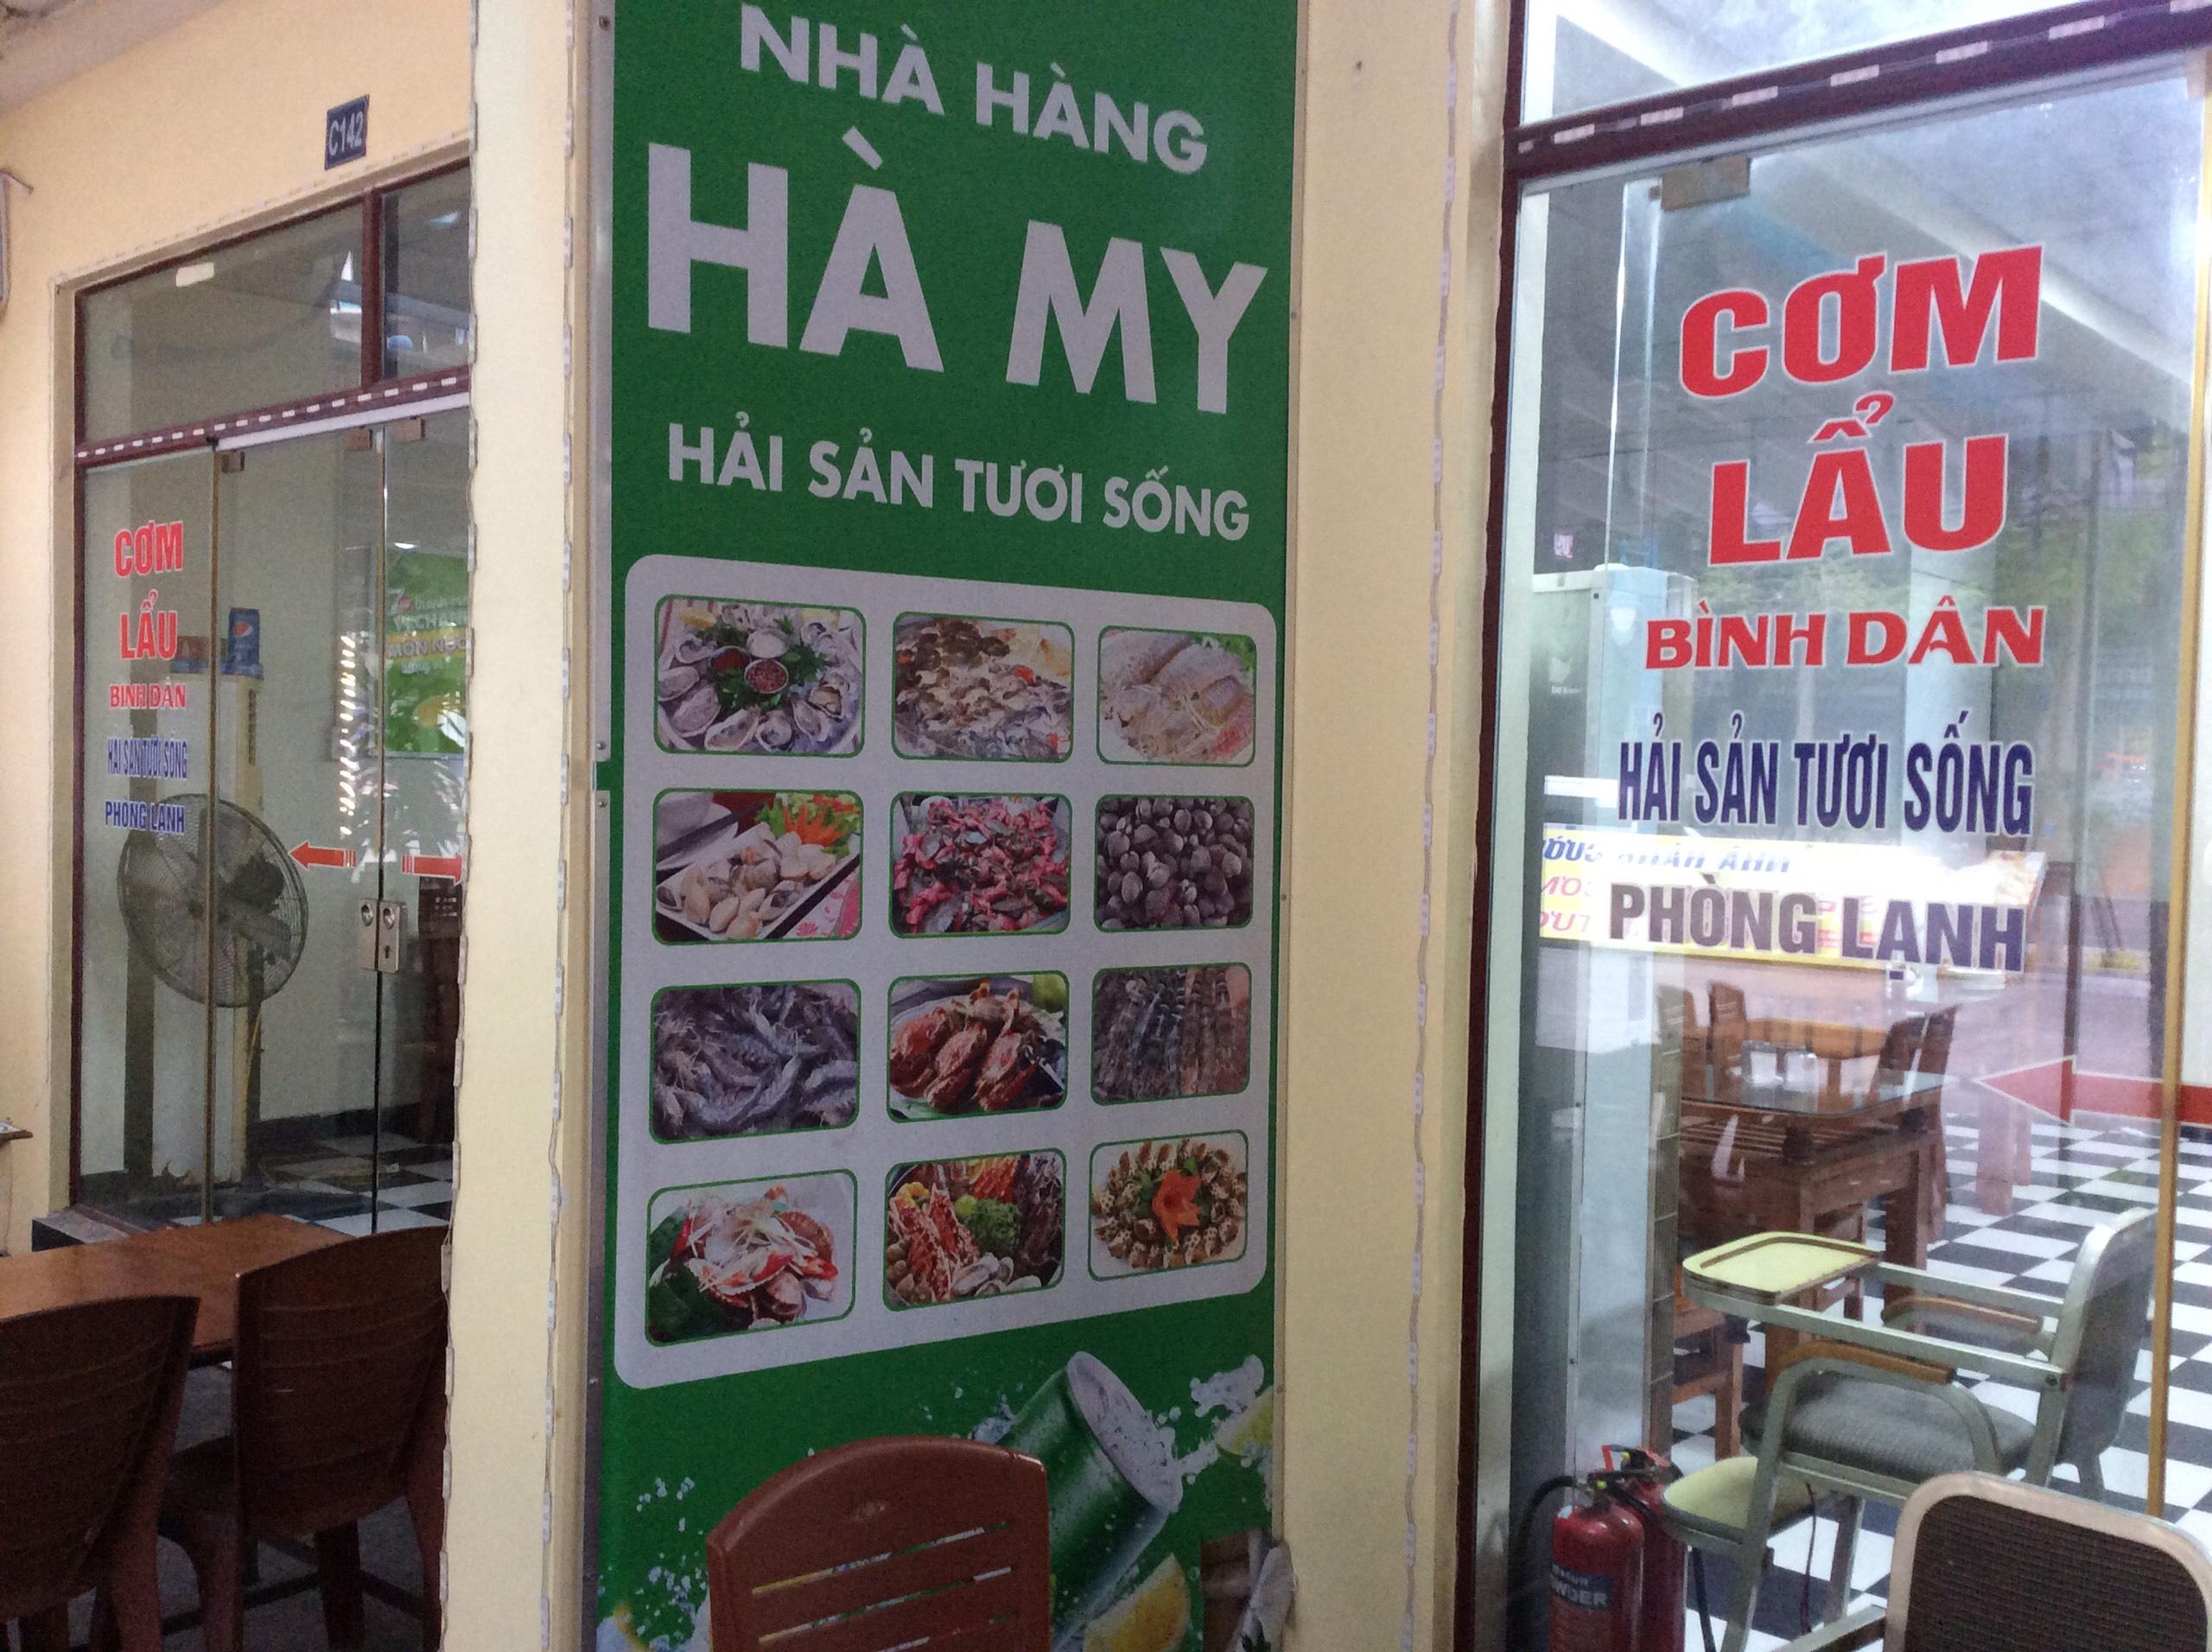 C142
CƠM
LẨU
BÌNH DÂN
HẢI SẢN TƯƠI SỐNG
PHÒNG LẠNH
NHÀ HÀNG
HÀ MY
HẢI SẢN TƯƠI SỐNG
CƠM
LẨU
BÌNH DÂN
HẢI SẢN TƯƠI SỐNG
PHÒNG LẠNH
POWDER